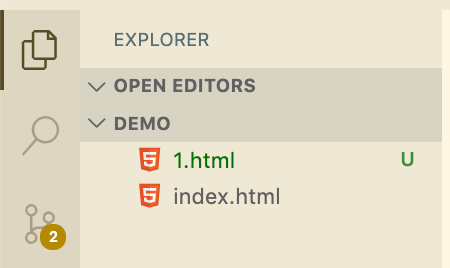 EXPLORER
OPEN EDITORS
DEMO
1.html U
index.html
2